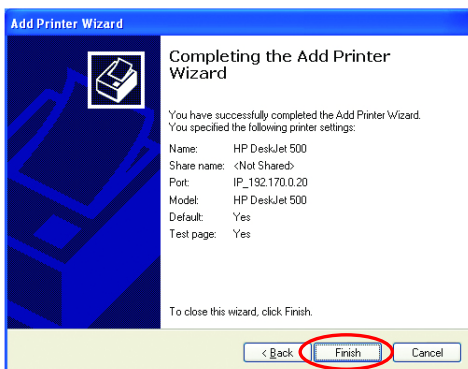 Add Printer Wizard
Completing the Add Printer
Wizard
You have successfully completed the Add Printer Wizard.
You specified the following printer settings:
Name: HP DeskJet 500
Share name: <Not Shared>
Port: IP_192.170.0.20
Model: HP DeskJet 500
Default: Yes
Test page: Yes
To close this wizard, click Finish.
< Back Finish Cancel